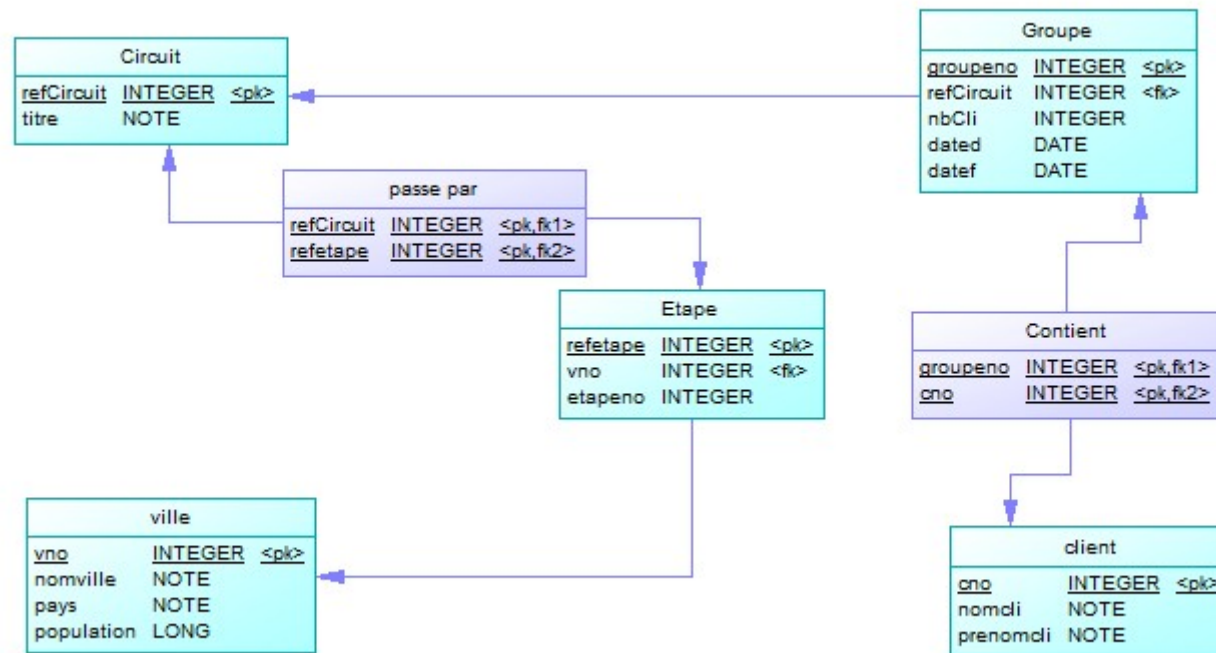 Circuit
refCircuit INTEGER <pk>
titre NOTE
Groupe
groupeno INTEGER <pk>
refCircuit INTEGER <fk>
nbCli INTEGER
dated DATE
datef DATE
passe par
refCircuit INTEGER <pk,fk1>
refetape INTEGER <pk,fk2>
Etape
refetape INTEGER <pk>
vno INTEGER <fk>
etapeno INTEGER
Contient
groupeno INTEGER <pk,fk1>
cno INTEGER <pk,fk2>
ville
vno INTEGER <pk>
nomville NOTE
pays NOTE
population LONG
client
cno INTEGER <pk>
nomcli NOTE
prenomcli NOTE